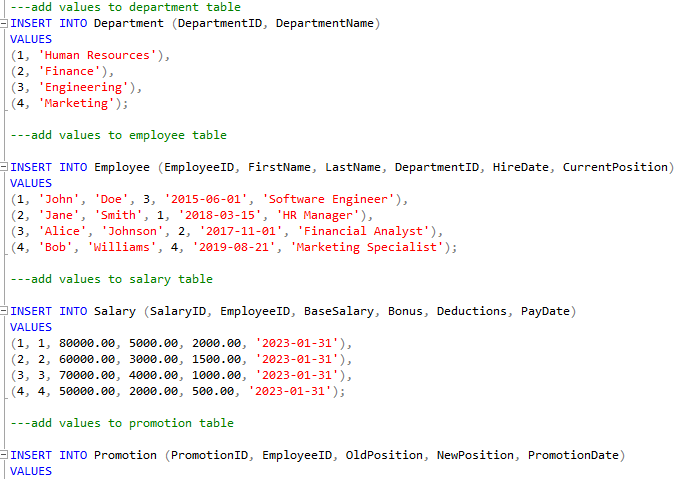 ---add values to department table
INSERT INTO Department (DepartmentID, DepartmentName)
VALUES
(1, 'Human Resources'),
(2, 'Finance'),
(3, 'Engineering'),
(4, 'Marketing');
---add values to employee table
INSERT INTO Employee (EmployeeID, FirstName, LastName, DepartmentID, HireDate, CurrentPosition)
VALUES
(1, 'John', 'Doe', 3, '2015-06-01', 'Software Engineer'),
(2, 'Jane', 'Smith', 1, '2018-03-15', 'HR Manager'),
(3, 'Alice', 'Johnson', 2, '2017-11-01', 'Financial Analyst'),
(4, 'Bob', 'Williams', 4, '2019-08-21', 'Marketing Specialist');
---add values to salary table
INSERT INTO Salary (SalaryID, EmployeeID, BaseSalary, Bonus, Deductions, PayDate)
VALUES
(1, 1, 80000.00, 5000.00, 2000.00, '2023-01-31'),
(2, 2, 60000.00, 3000.00, 1500.00, '2023-01-31'),
(3, 3, 70000.00, 4000.00, 1000.00, '2023-01-31'),
(4, 4, 50000.00, 2000.00, 500.00, '2023-01-31');
---add values to promotion table
INSERT INTO Promotion (PromotionID, EmployeeID, OldPosition, NewPosition, PromotionDate)
VALUES